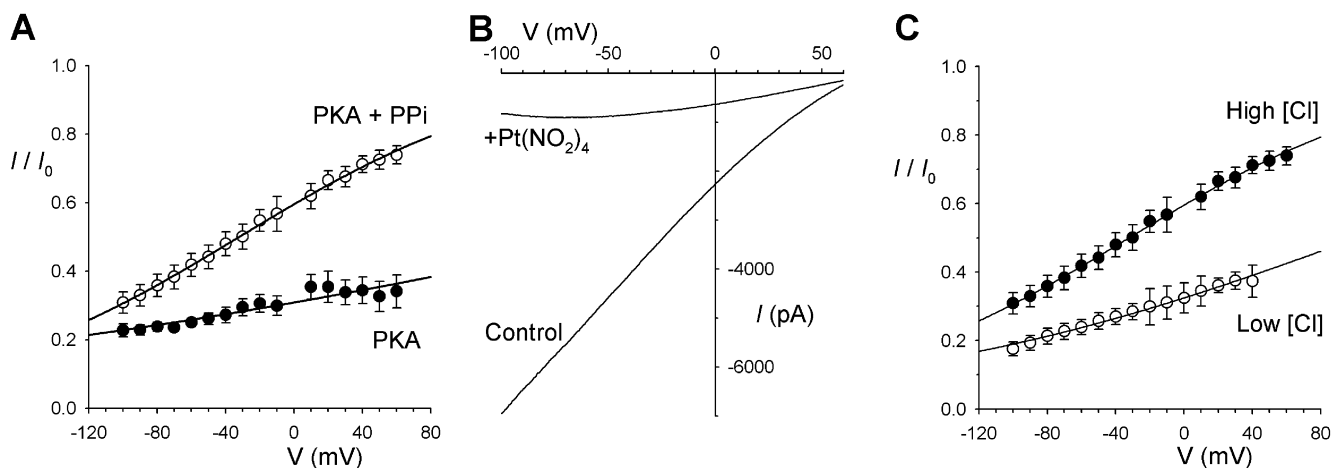 A
1.0
0.8
I / I0
0.6
0.4
0.2
0.0
PKA + PPi
PKA
-120 -80 -40 0 40 80
V (mV)
B
V (mV)
-100 -50 0 50
+Pt(NO2)4
Control
-4000
I (pA)
-6000
C
1.0
0.8
I / I0
0.6
0.4
0.2
0.0
High [Cl]
Low [Cl]
-120 -80 -40 0 40 80
V (mV)